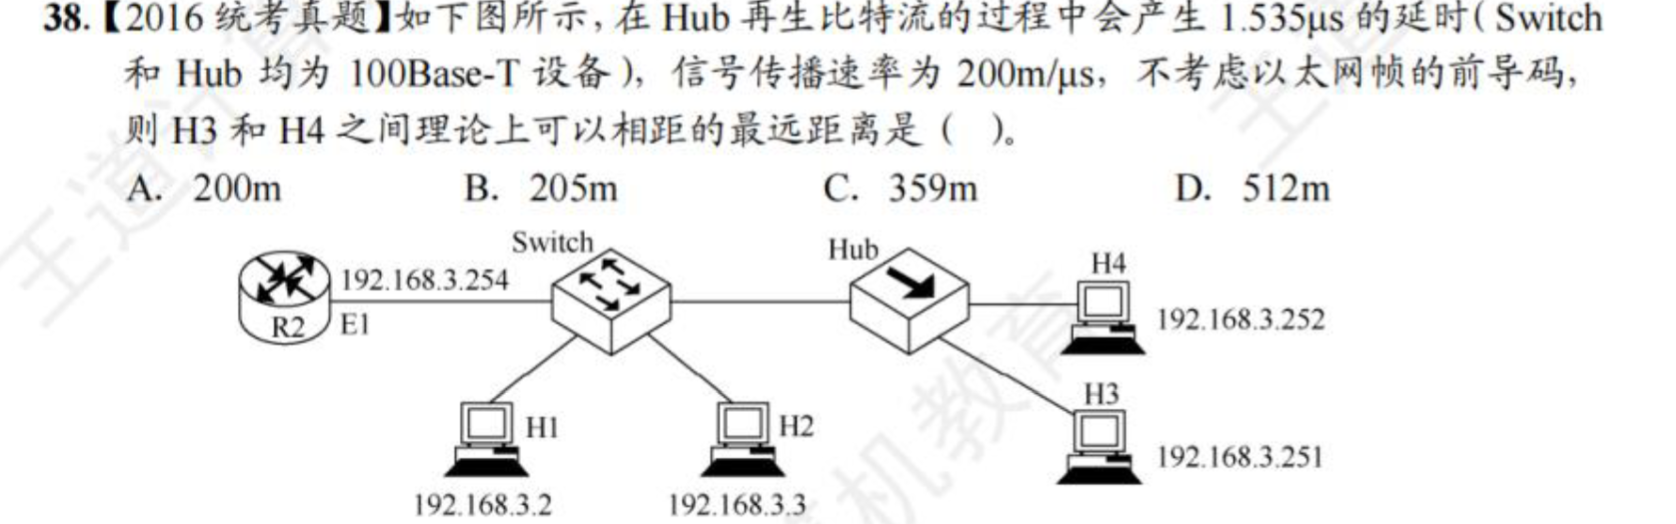 38.【2016 统考真题】如下图所示，在 Hub 再生比特流的过程中会产生 1.535μs 的延时（Switch
和 Hub 均为 100Base-T 设备），信号传播速率为 200m/μs，不考虑以太网帧的前导码，
则 H3 和 H4 之间理论上可以相距的最远距离是（ ）。
A. 200m B. 205m C. 359m D. 512m
Switch Hub
H4
192.168.3.254
R2 E1
192.168.3.252
H3
H1 H2
192.168.3.251
192.168.3.2 192.168.3.3
王道计
王道
机教育